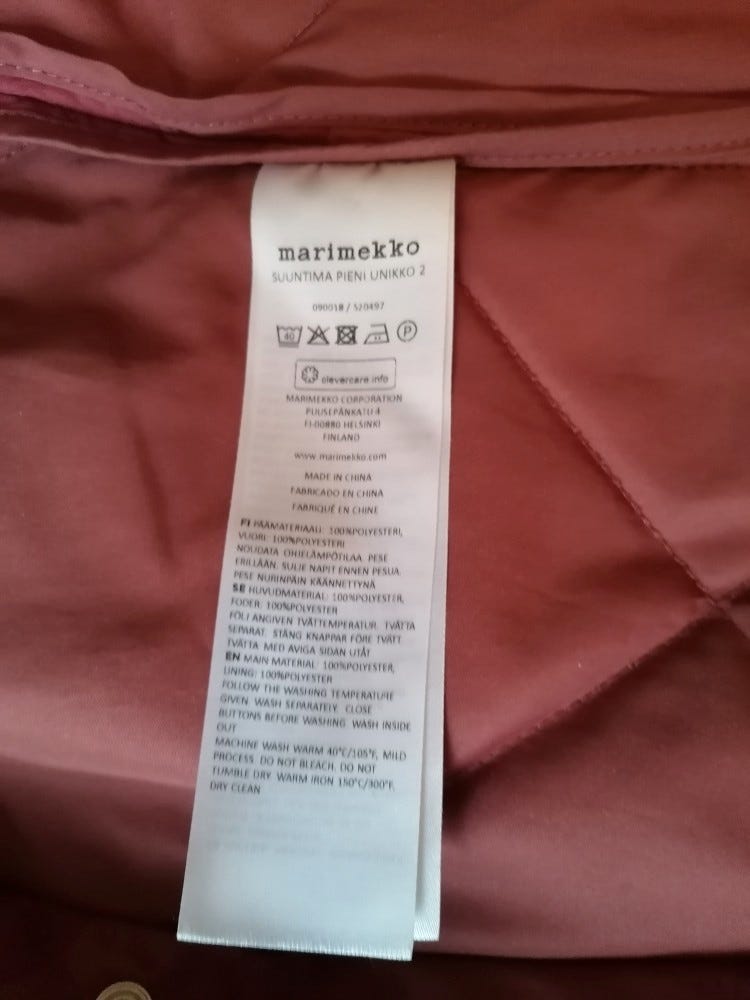 marimekko
SUUNTIMA PIENI UNIKKO 2
090018 / 520497
40
P
clevercare.info
MARIMEKKO CORPORATION
PUUSEPÄNKATU 4
FI-00880 HELSINKI
FINLAND
www.marimekko.com
MADE IN CHINA
FABRICADO EN CHINA
FABRIQUÉ EN CHINE
FI PÄÄMATERIAALI: 100%POLYESTERI,
VUORI: 100%POLYESTERI
NOUDATA OHJELÄMPÖTILAA. PESE
ERILLÄÄN. SULJE NAPIT ENNEN PESUA.
PESE NURINPÄIN KÄÄNNETTYNÄ
SE HUVUDMATERIAL: 100%POLYESTER,
FODER: 100%POLYESTER
FÖLJ ANGIVEN TVÄTTEMPERATUR. TVÄTTA
SEPARAT. STÄNG KNAPPAR FÖRE TVÄTT.
TVÄTTA MED AVIGA SIDAN UTÅT
EN MAIN MATERIAL: 100%POLYESTER,
LINING: 100%POLYESTER
FOLLOW THE WASHING TEMPERATURE
GIVEN. WASH SEPARATELY. CLOSE
BUTTONS BEFORE WASHING. WASH INSIDE
OUT
MACHINE WASH WARM 40°C/105°F, MILD
PROCESS. DO NOT BLEACH. DO NOT
TUMBLE DRY. WARM IRON 150°C/300°F,
DRY CLEAN